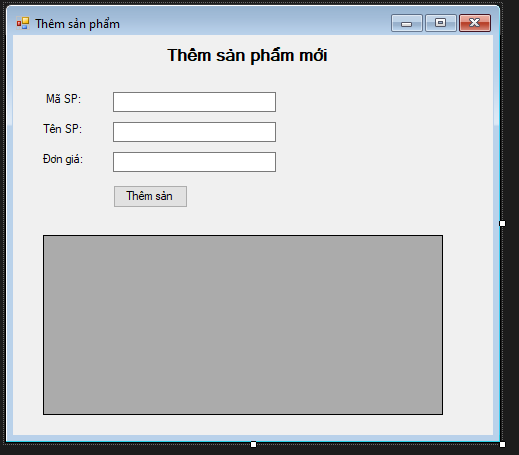 Thêm sản phẩm
Thêm sản phẩm mới
Mã SP:
Tên SP:
Đơn giá:
Thêm sản